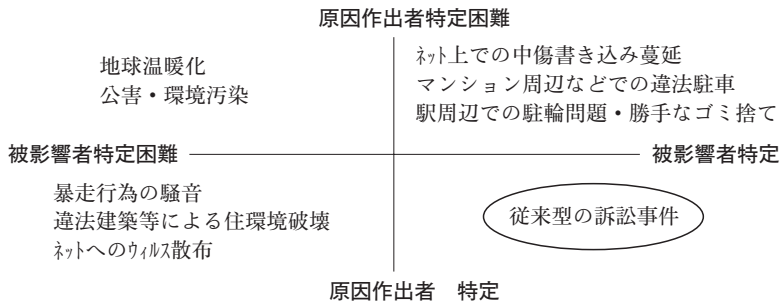 原因作出者特定困難
地球温暖化
公害・環境汚染
ﾈｯﾄ上での中傷書き込み蔓延
マンション周辺などでの違法駐車
駅周辺での駐輪問題・勝手なゴミ捨て
被影響者特定困難
被影響者特定
暴走行為の騒音
違法建築等による住環境破壊
ﾈｯﾄへのｳｨﾙｽ散布
従来型の訴訟事件
原因作出者　特定